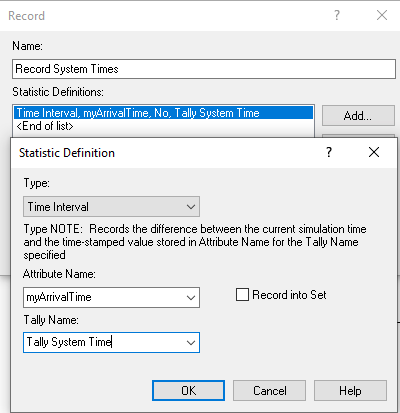 Record
?
Name:
Record System Times
Statistic Definitions:
Time Interval, myArrivalTime, No, Tally System Time
<End of list>
Add...
Statistic Definition
?
Type:
Time Interval
Type NOTE: Records the difference between the current simulation time
and the time-stamped value stored in Attribute Name for the Tally Name
specified
Attribute Name:
myArrivalTime
Record into Set
Tally Name:
Tally System Time
OK
Cancel
Help